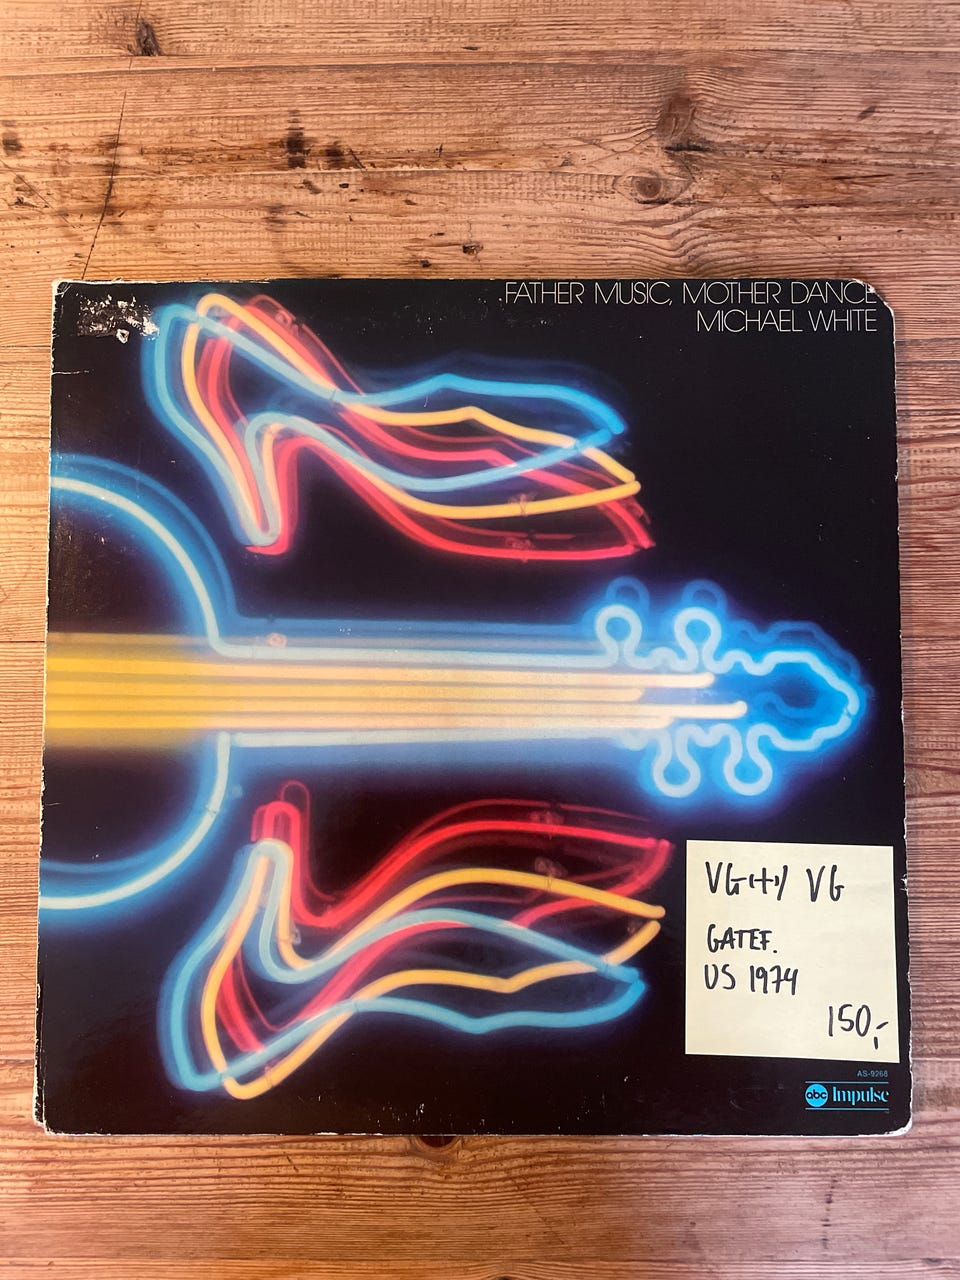 FATHER MUSIC, MOTHER DANCE
MICHAEL WHITE
VG(+)/ VG
GATEF.
US 1974
150,-
AS-9268
abc Impulse